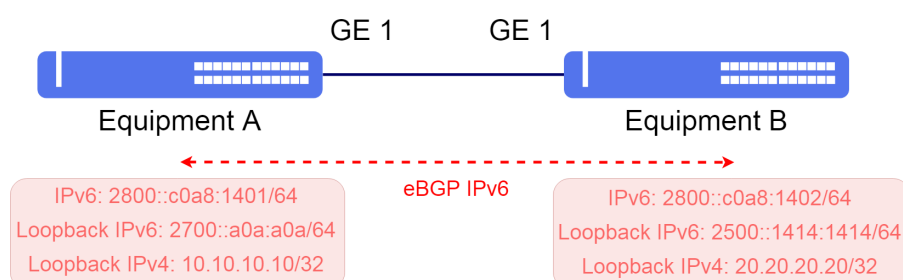 GE 1 GE 1
Equipment A Equipment B
eBGP IPv6
IPv6: 2800::c0a8:1401/64
Loopback IPv6: 2700::a0a:a0a/64
Loopback IPv4: 10.10.10.10/32
IPv6: 2800::c0a8:1402/64
Loopback IPv6: 2500::1414:1414/64
Loopback IPv4: 20.20.20.20/32